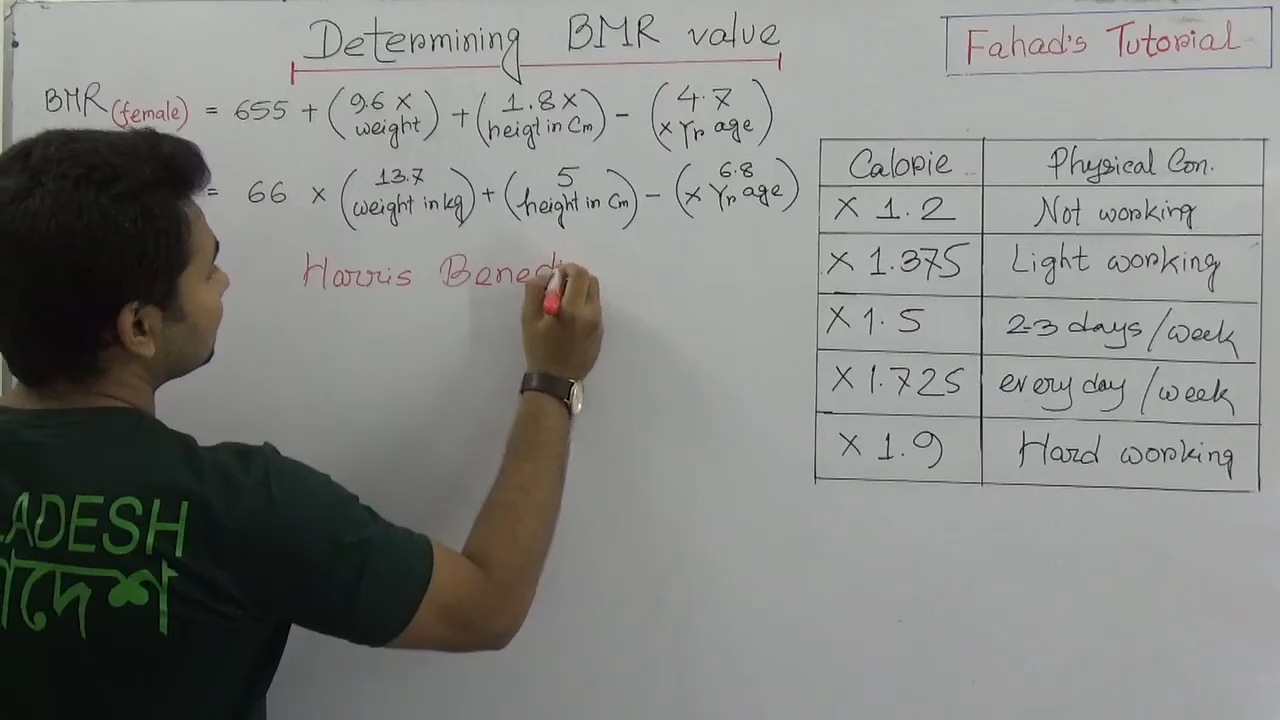 Determining BMR value
Fahad's Tutorial
BMR (female) = 655 + (9.6 x weight) + (1.8 x heigt in Cm) - (4.7 x Yr age)
= 66 x (13.7 weight in kg) + (5 height in Cm) - (6.8 x Yr age)
Harris Bened
Calorie Physical Con.
x 1.2 Not working
x 1.375 Light working
x 1.5 2-3 days/week
x 1.725 every day/week
x 1.9 Hard working
LADESH
াদেশ